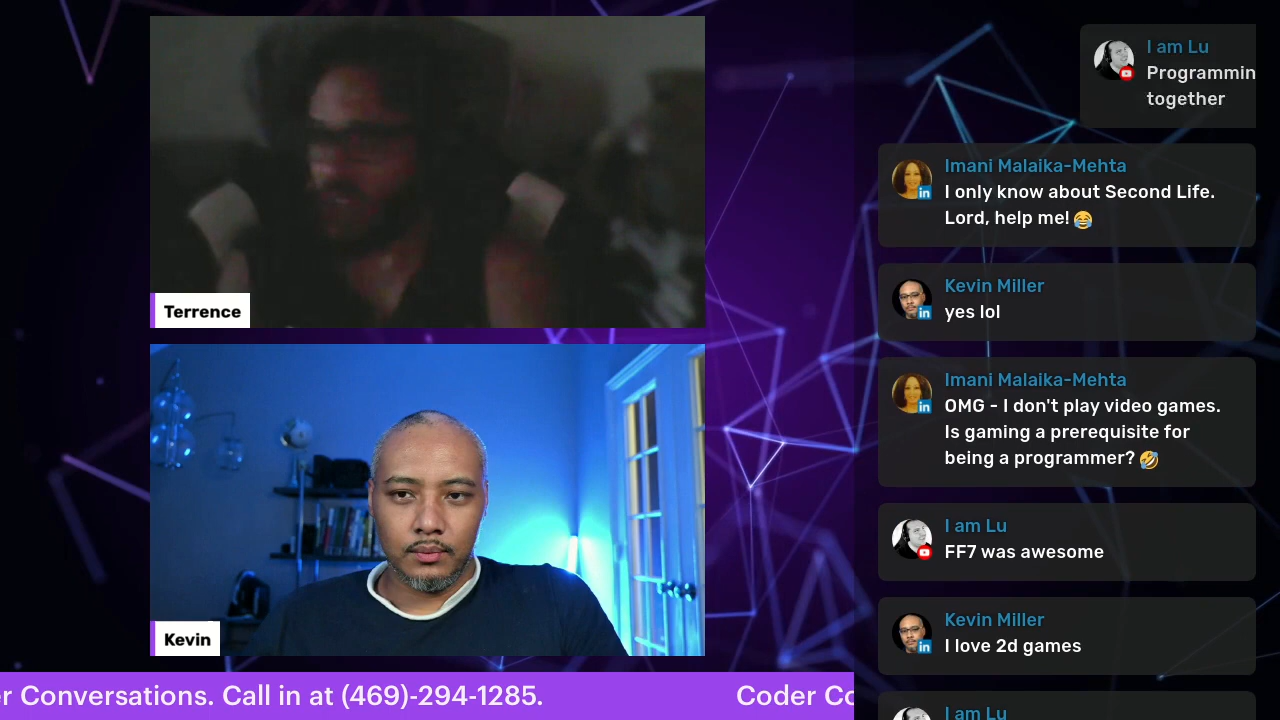 Terrence
Kevin
r Conversations. Call in at (469)-294-1285.
Coder Co
I am Lu
Programmin
together
Imani Malaika-Mehta
I only know about Second Life.
Lord, help me! 😂
Kevin Miller
yes lol
Imani Malaika-Mehta
OMG - I don't play video games.
Is gaming a prerequisite for
being a programmer? 🤣
I am Lu
FF7 was awesome
Kevin Miller
I love 2d games
I am Lu